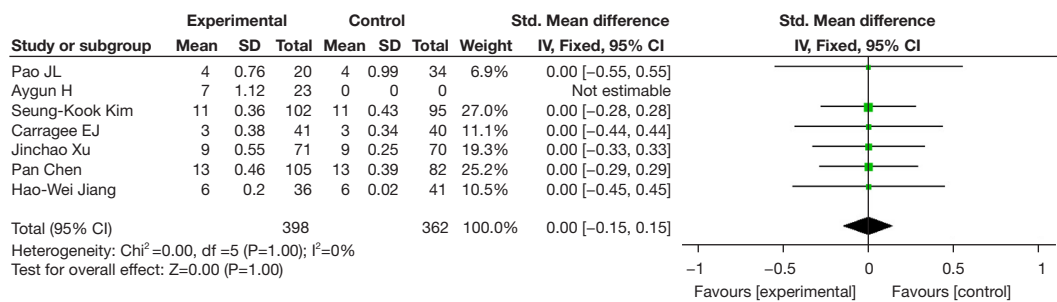 Experimental Control Std. Mean difference Std. Mean difference
Study or subgroup Mean SD Total Mean SD Total Weight IV, Fixed, 95% CI IV, Fixed, 95% CI
Pao JL 4 0.76 20 4 0.99 34 6.9% 0.00 [-0.55, 0.55]
Aygun H 7 1.12 23 0 0 0 Not estimable
Seung-Kook Kim 11 0.36 102 11 0.43 95 27.0% 0.00 [-0.28, 0.28]
Carragee EJ 3 0.38 41 3 0.34 40 11.1% 0.00 [-0.44, 0.44]
Jinchao Xu 9 0.55 71 9 0.25 70 19.3% 0.00 [-0.33, 0.33]
Pan Chen 13 0.46 105 13 0.39 82 25.2% 0.00 [-0.29, 0.29]
Hao-Wei Jiang 6 0.2 36 6 0.02 41 10.5% 0.00 [-0.45, 0.45]
Total (95% CI) 398 362 100.0% 0.00 [-0.15, 0.15]
Heterogeneity: Chi²=0.00, df =5 (P=1.00); I²=0%
Test for overall effect: Z=0.00 (P=1.00)
−1 −0.5 0 0.5 1
Favours [experimental] Favours [control]